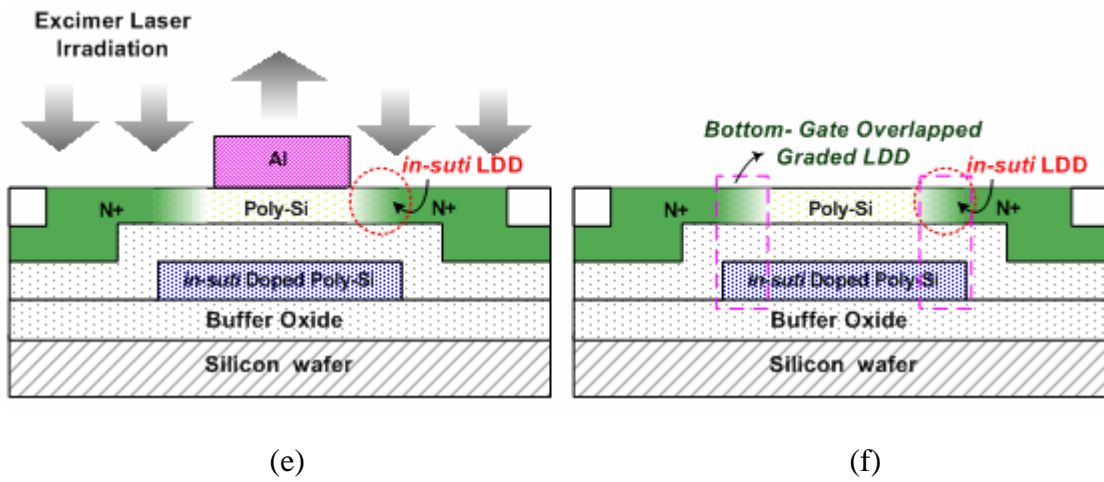 Excimer Laser
Irradiation
Al
in-suti LDD
N+
Poly-Si
N+
in-suti Doped Poly-Si
Buffer Oxide
Silicon wafer
(e)
Bottom- Gate Overlapped
Graded LDD
in-suti LDD
N+
Poly-Si
N+
in-suti Doped Poly-Si
Buffer Oxide
Silicon wafer
(f)